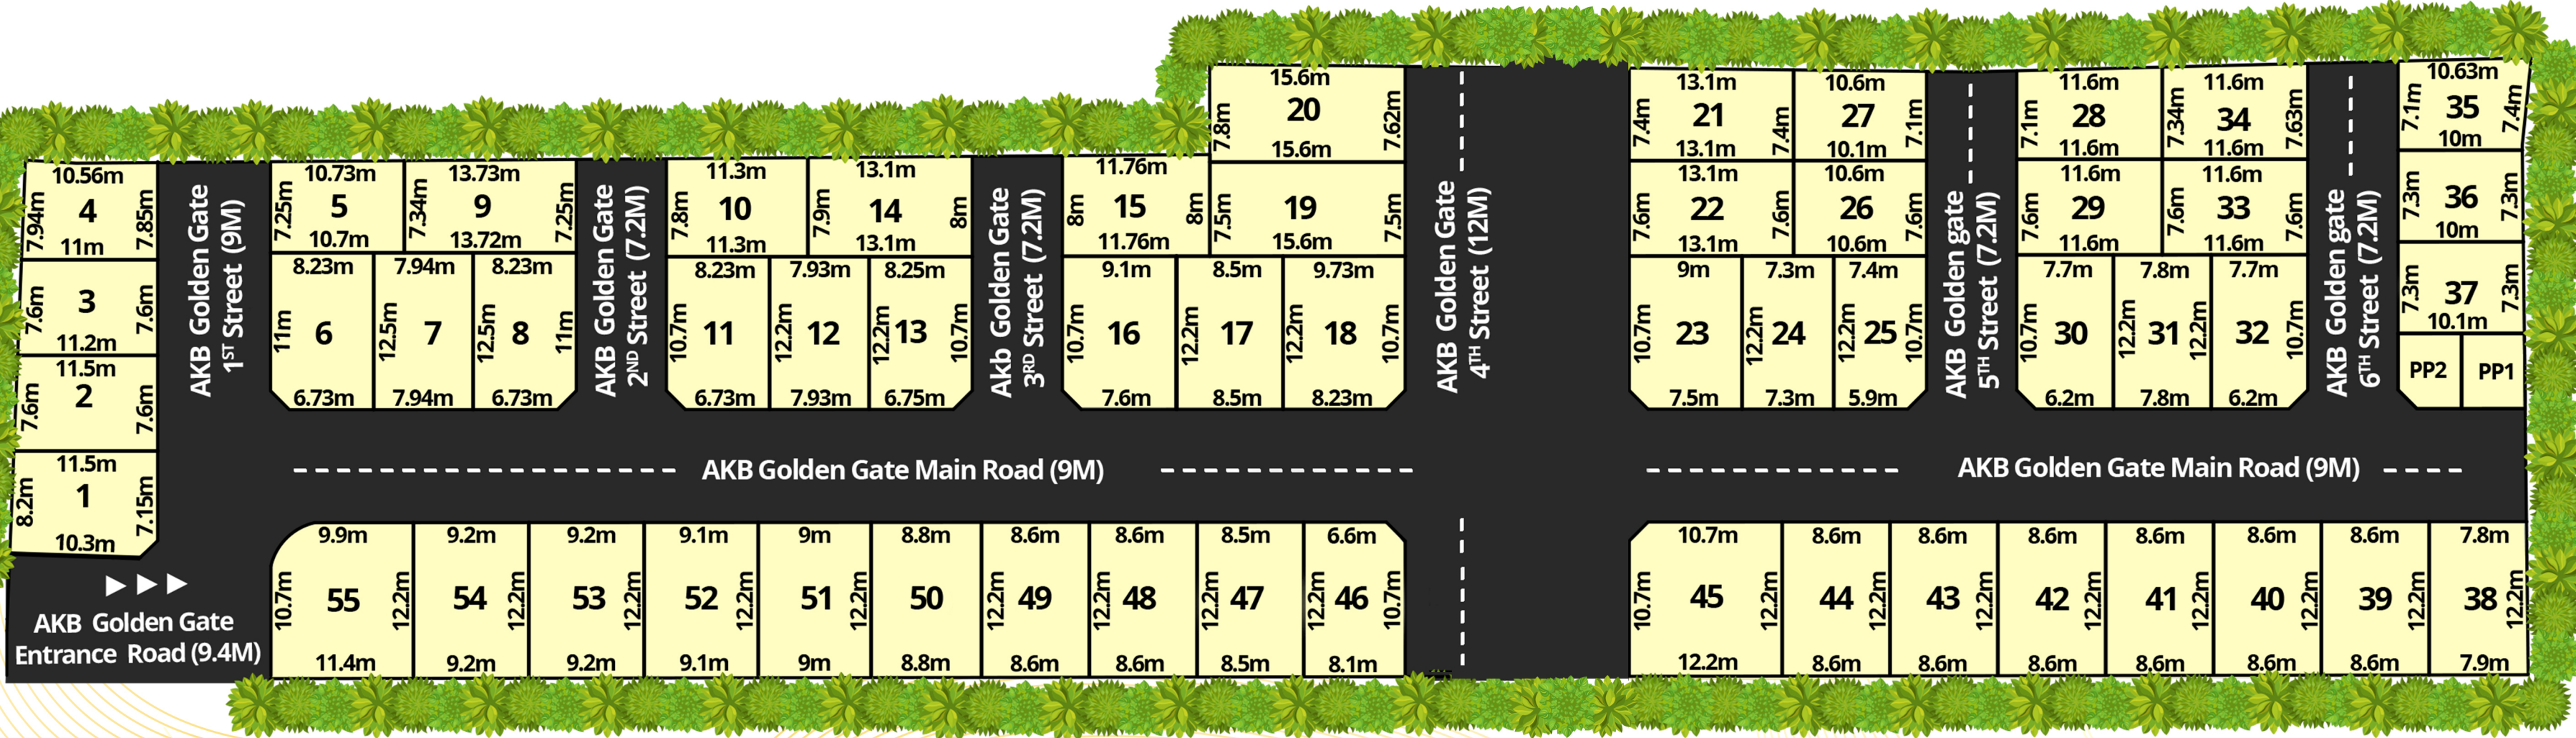 10.56m
7.94m
4
7.85m
11m
7.6m
3
7.6m
11.2m
11.5m
7.6m
2
7.6m
11.5m
8.2m
1
7.15m
10.3m
AKB Golden Gate
1ST Street (9M)
AKB Golden Gate
Entrance Road (9.4M)
10.73m
7.25m
5
10.7m
13.73m
7.34m
9
7.25m
13.72m
8.23m
11m
6
6.73m
7.94m
12.5m
7
7.94m
8.23m
12.5m
8
11m
6.73m
AKB Golden Gate
2ND Street (7.2M)
11.3m
7.8m
10
11.3m
13.1m
7.9m
14
8m
13.1m
8.23m
10.7m
11
6.73m
7.93m
12.2m
12
7.93m
8.25m
12.2m
13
10.7m
6.75m
Akb Golden Gate
3RD Street (7.2M)
11.76m
8m
15
8m
11.76m
15.6m
7.8m
20
7.62m
15.6m
7.5m
19
7.5m
15.6m
9.1m
10.7m
16
7.6m
8.5m
12.2m
17
8.5m
9.73m
12.2m
18
10.7m
8.23m
AKB Golden Gate
4TH Street (12M)
13.1m
7.4m
21
7.4m
13.1m
10.6m
27
7.1m
10.1m
13.1m
7.6m
22
7.6m
13.1m
10.6m
26
7.6m
10.6m
9m
10.7m
23
7.5m
7.3m
12.2m
24
7.3m
7.4m
12.2m
25
10.7m
5.9m
AKB Golden gate
5TH Street (7.2M)
11.6m
7.1m
28
11.6m
11.6m
7.34m
34
7.63m
11.6m
11.6m
7.6m
29
11.6m
11.6m
7.6m
33
7.6m
11.6m
7.7m
10.7m
30
6.2m
7.8m
12.2m
31
12.2m
7.8m
7.7m
32
10.7m
6.2m
AKB Golden gate
6TH Street (7.2M)
10.63m
7.1m
35
7.4m
10m
7.3m
36
7.3m
10m
7.3m
37
7.3m
10.1m
PP2
PP1
AKB Golden Gate Main Road (9M)
AKB Golden Gate Main Road (9M)
9.9m
10.7m
55
12.2m
11.4m
9.2m
54
12.2m
9.2m
9.2m
53
12.2m
9.2m
9.1m
52
12.2m
9.1m
9m
51
12.2m
9m
8.8m
50
8.8m
8.6m
12.2m
49
8.6m
8.6m
12.2m
48
8.6m
8.5m
12.2m
47
8.5m
6.6m
12.2m
46
10.7m
8.1m
10.7m
10.7m
45
12.2m
12.2m
8.6m
44
12.2m
8.6m
8.6m
43
12.2m
8.6m
8.6m
42
12.2m
8.6m
8.6m
41
12.2m
8.6m
8.6m
40
12.2m
8.6m
8.6m
39
12.2m
8.6m
7.8m
38
12.2m
7.9m